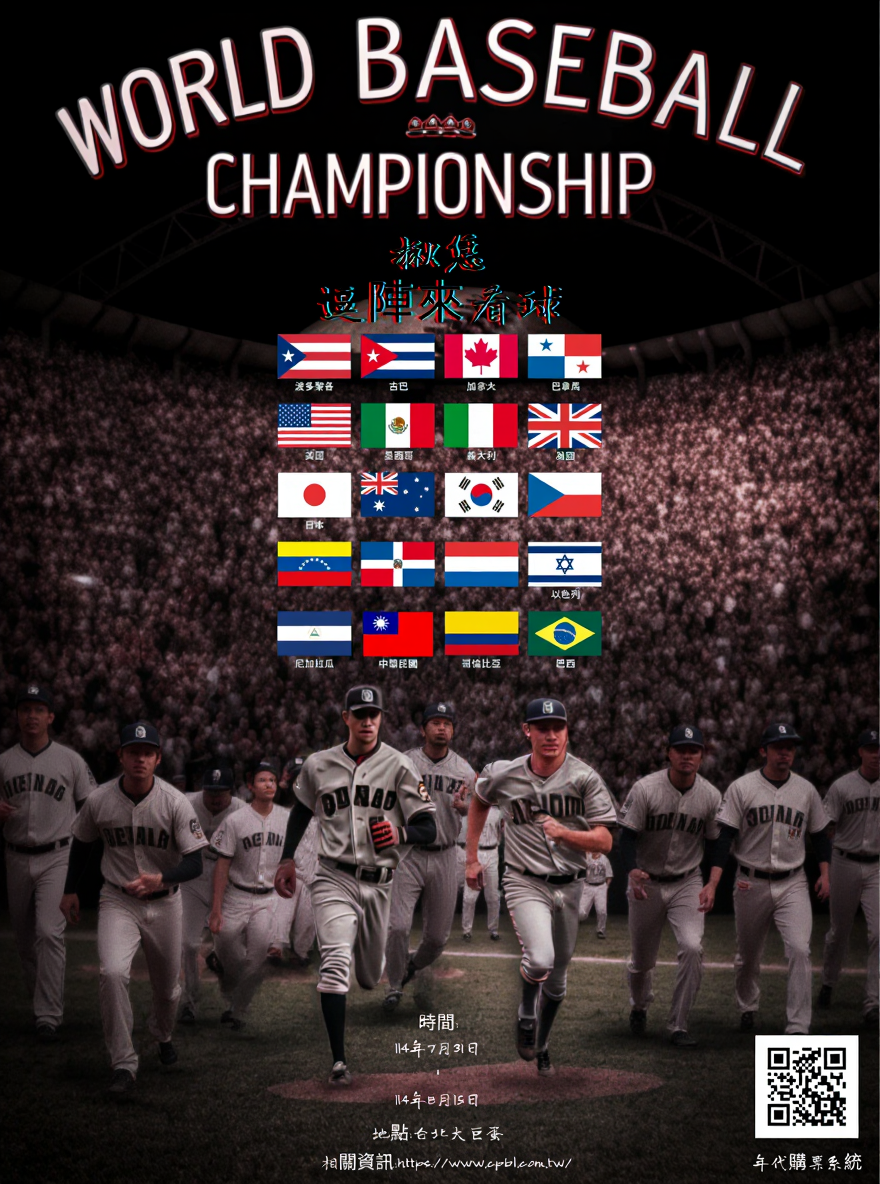 WORLD BASEBALL
CHAMPIONSHIP
揪恁
逗陣來看球
波多黎各 古巴 加拿大 巴拿馬
美国 墨西哥 義大利 英國
日本
以色列
尼加拉瓜 中華民國 哥倫比亞 巴西
時間:
114年7月31日
-
114年8月15日
地點:台北大巨蛋
相關資訊:https://www.cpbl.com.tw/
年代購票系統